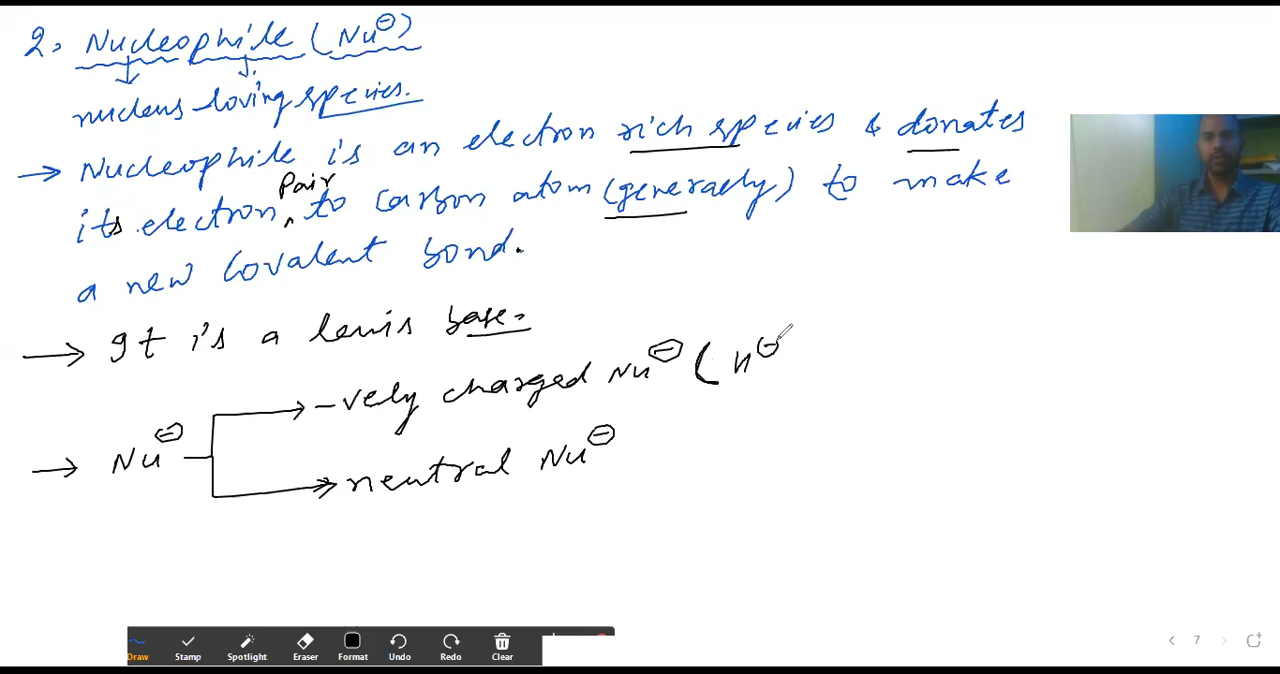 2. Nucleophile (Nu⊖)
nucleus loving species.
→ Nucleophile is an electron rich species & donates
its electron pair to carbon atom (generally) to make
a new covalent bond.
→ It is a lewis base.
→ Nu⊖ → -vely charged Nu⊖ ( H⊖
→ neutral Nu⊖
Draw Stamp Spotlight Eraser Format Undo Redo Clear
< 7 >